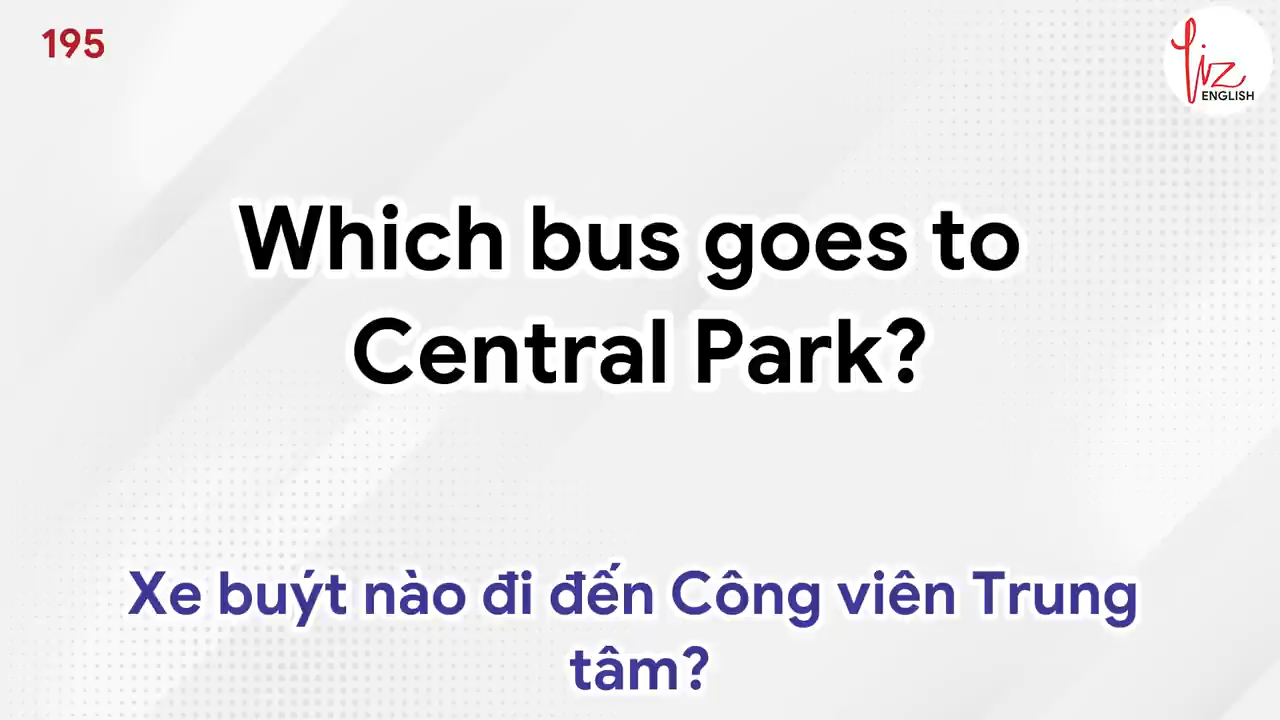 195
Liz
ENGLISH
Which bus goes to
Central Park?
Xe buýt nào đi đến Công viên Trung
tâm?